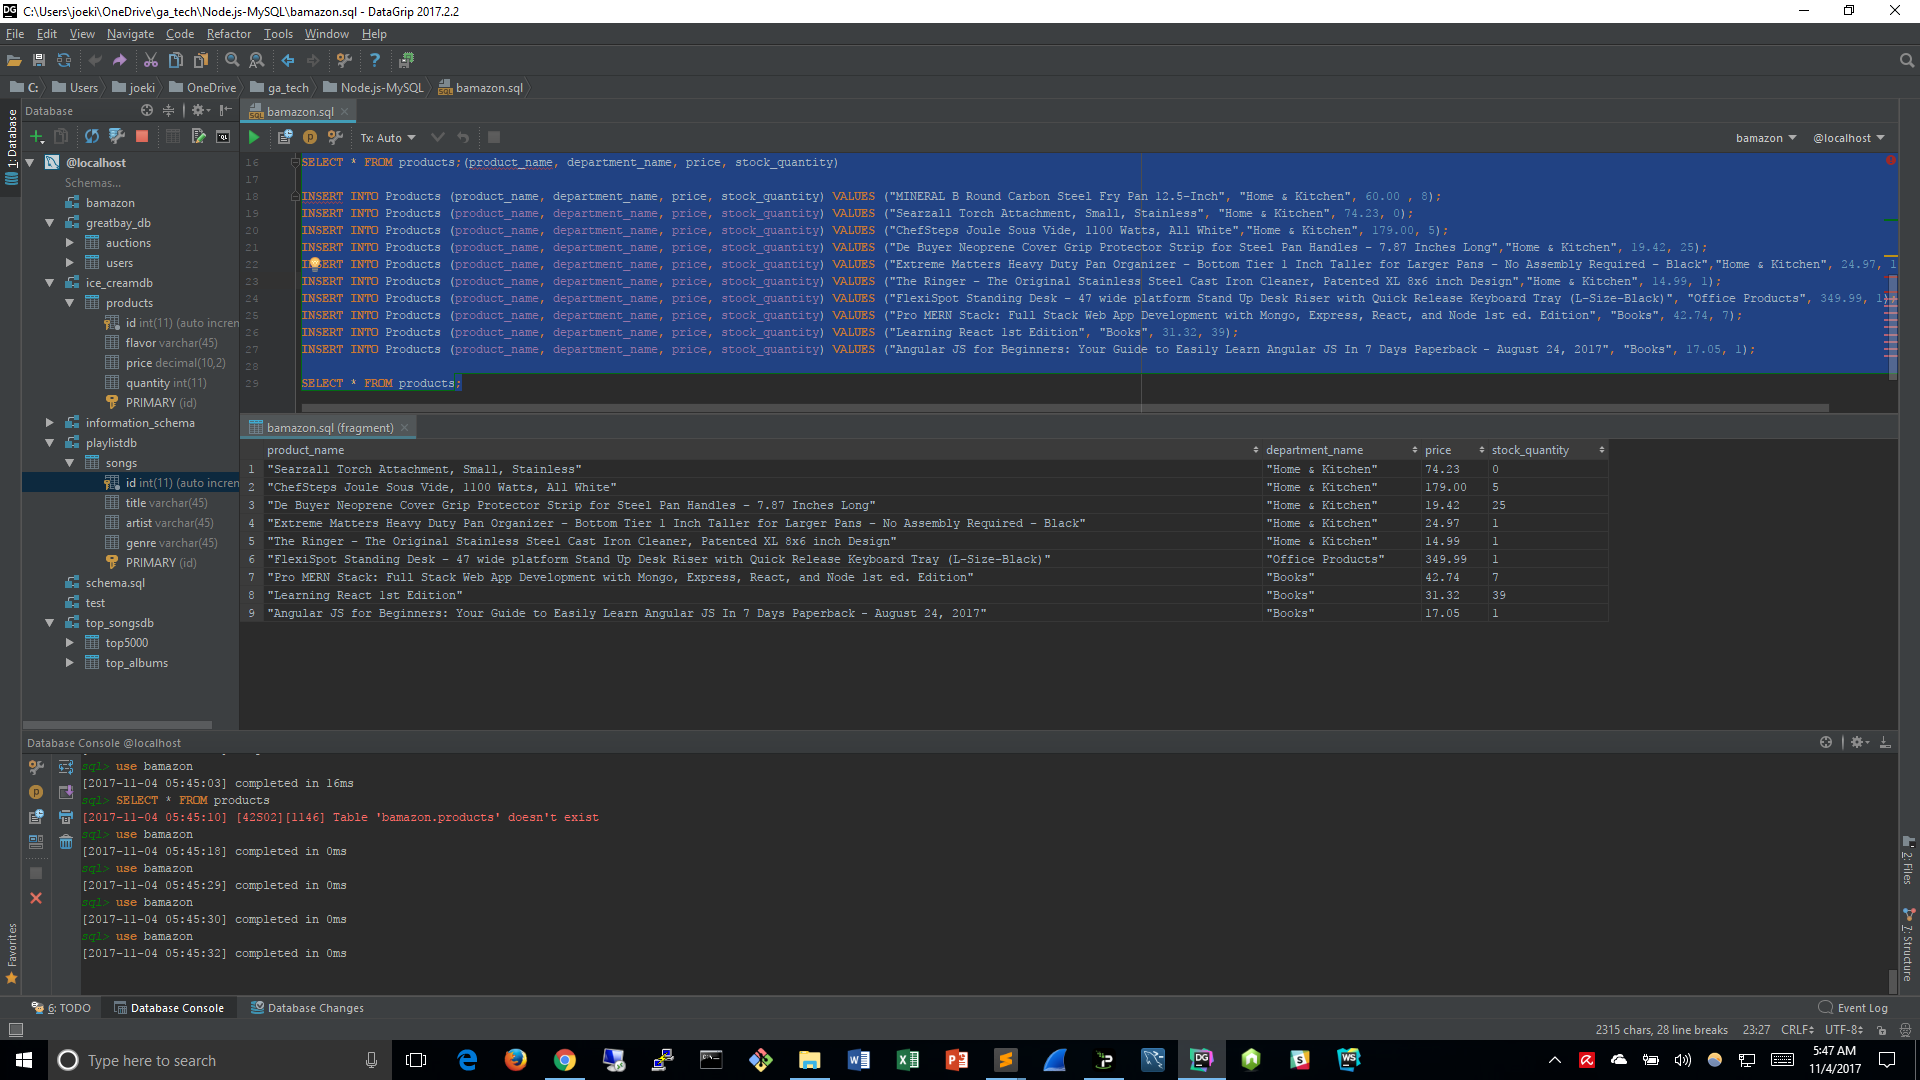 C:\Users\joeki\OneDrive\ga_tech\Node.js-MySQL\bamazon.sql - DataGrip 2017.2.2
File Edit View Navigate Code Refactor Tools Window Help
C: Users joeki OneDrive ga_tech Node.js-MySQL bamazon.sql
Database
bamazon.sql
Tx: Auto
bamazon @localhost
1: Database
@localhost
Schemas...
bamazon
greatbay_db
auctions
users
ice_creamdb
products
id int(11) (auto incren
flavor varchar(45)
price decimal(10,2)
quantity int(11)
PRIMARY (id)
information_schema
playlistdb
songs
id int(11) (auto incren
title varchar(45)
artist varchar(45)
genre varchar(45)
PRIMARY (id)
schema.sql
test
top_songsdb
top5000
top_albums
16 SELECT * FROM products;(product_name, department_name, price, stock_quantity)
17
18 INSERT INTO Products (product_name, department_name, price, stock_quantity) VALUES ("MINERAL B Round Carbon Steel Fry Pan 12.5-Inch", "Home & Kitchen", 60.00 , 8);
19 INSERT INTO Products (product_name, department_name, price, stock_quantity) VALUES ("Searzall Torch Attachment, Small, Stainless", "Home & Kitchen", 74.23, 0);
20 INSERT INTO Products (product_name, department_name, price, stock_quantity) VALUES ("ChefSteps Joule Sous Vide, 1100 Watts, All White","Home & Kitchen", 179.00, 5);
21 INSERT INTO Products (product_name, department_name, price, stock_quantity) VALUES ("De Buyer Neoprene Cover Grip Protector Strip for Steel Pan Handles - 7.87 Inches Long","Home & Kitchen", 19.42, 25);
22 INSERT INTO Products (product_name, department_name, price, stock_quantity) VALUES ("Extreme Matters Heavy Duty Pan Organizer - Bottom Tier 1 Inch Taller for Larger Pans - No Assembly Required - Black","Home & Kitchen", 24.97, 1
23 INSERT INTO Products (product_name, department_name, price, stock_quantity) VALUES ("The Ringer - The Original Stainless Steel Cast Iron Cleaner, Patented XL 8x6 inch Design","Home & Kitchen", 14.99, 1);
24 INSERT INTO Products (product_name, department_name, price, stock_quantity) VALUES ("FlexiSpot Standing Desk - 47 wide platform Stand Up Desk Riser with Quick Release Keyboard Tray (L-Size-Black)", "Office Products", 349.99, 1);
25 INSERT INTO Products (product_name, department_name, price, stock_quantity) VALUES ("Pro MERN Stack: Full Stack Web App Development with Mongo, Express, React, and Node 1st ed. Edition", "Books", 42.74, 7);
26 INSERT INTO Products (product_name, department_name, price, stock_quantity) VALUES ("Learning React 1st Edition", "Books", 31.32, 39);
27 INSERT INTO Products (product_name, department_name, price, stock_quantity) VALUES ("Angular JS for Beginners: Your Guide to Easily Learn Angular JS In 7 Days Paperback - August 24, 2017", "Books", 17.05, 1);
28
29 SELECT * FROM products;
bamazon.sql (fragment)
product_name department_name price stock_quantity
1 "Searzall Torch Attachment, Small, Stainless" "Home & Kitchen" 74.23 0
2 "ChefSteps Joule Sous Vide, 1100 Watts, All White" "Home & Kitchen" 179.00 5
3 "De Buyer Neoprene Cover Grip Protector Strip for Steel Pan Handles - 7.87 Inches Long" "Home & Kitchen" 19.42 25
4 "Extreme Matters Heavy Duty Pan Organizer - Bottom Tier 1 Inch Taller for Larger Pans - No Assembly Required - Black" "Home & Kitchen" 24.97 1
5 "The Ringer - The Original Stainless Steel Cast Iron Cleaner, Patented XL 8x6 inch Design" "Home & Kitchen" 14.99 1
6 "FlexiSpot Standing Desk - 47 wide platform Stand Up Desk Riser with Quick Release Keyboard Tray (L-Size-Black)" "Office Products" 349.99 1
7 "Pro MERN Stack: Full Stack Web App Development with Mongo, Express, React, and Node 1st ed. Edition" "Books" 42.74 7
8 "Learning React 1st Edition" "Books" 31.32 39
9 "Angular JS for Beginners: Your Guide to Easily Learn Angular JS In 7 Days Paperback - August 24, 2017" "Books" 17.05 1
Database Console @localhost
sql> use bamazon
[2017-11-04 05:45:03] completed in 16ms
sql> SELECT * FROM products
[2017-11-04 05:45:10] [42S02][1146] Table 'bamazon.products' doesn't exist
sql> use bamazon
[2017-11-04 05:45:18] completed in 0ms
sql> use bamazon
[2017-11-04 05:45:29] completed in 0ms
sql> use bamazon
[2017-11-04 05:45:30] completed in 0ms
sql> use bamazon
[2017-11-04 05:45:32] completed in 0ms
Favorites
2: Files
7: Structure
6: TODO Database Console Database Changes Event Log
2315 chars, 28 line breaks 23:27 CRLF UTF-8
Type here to search
5:47 AM
11/4/2017